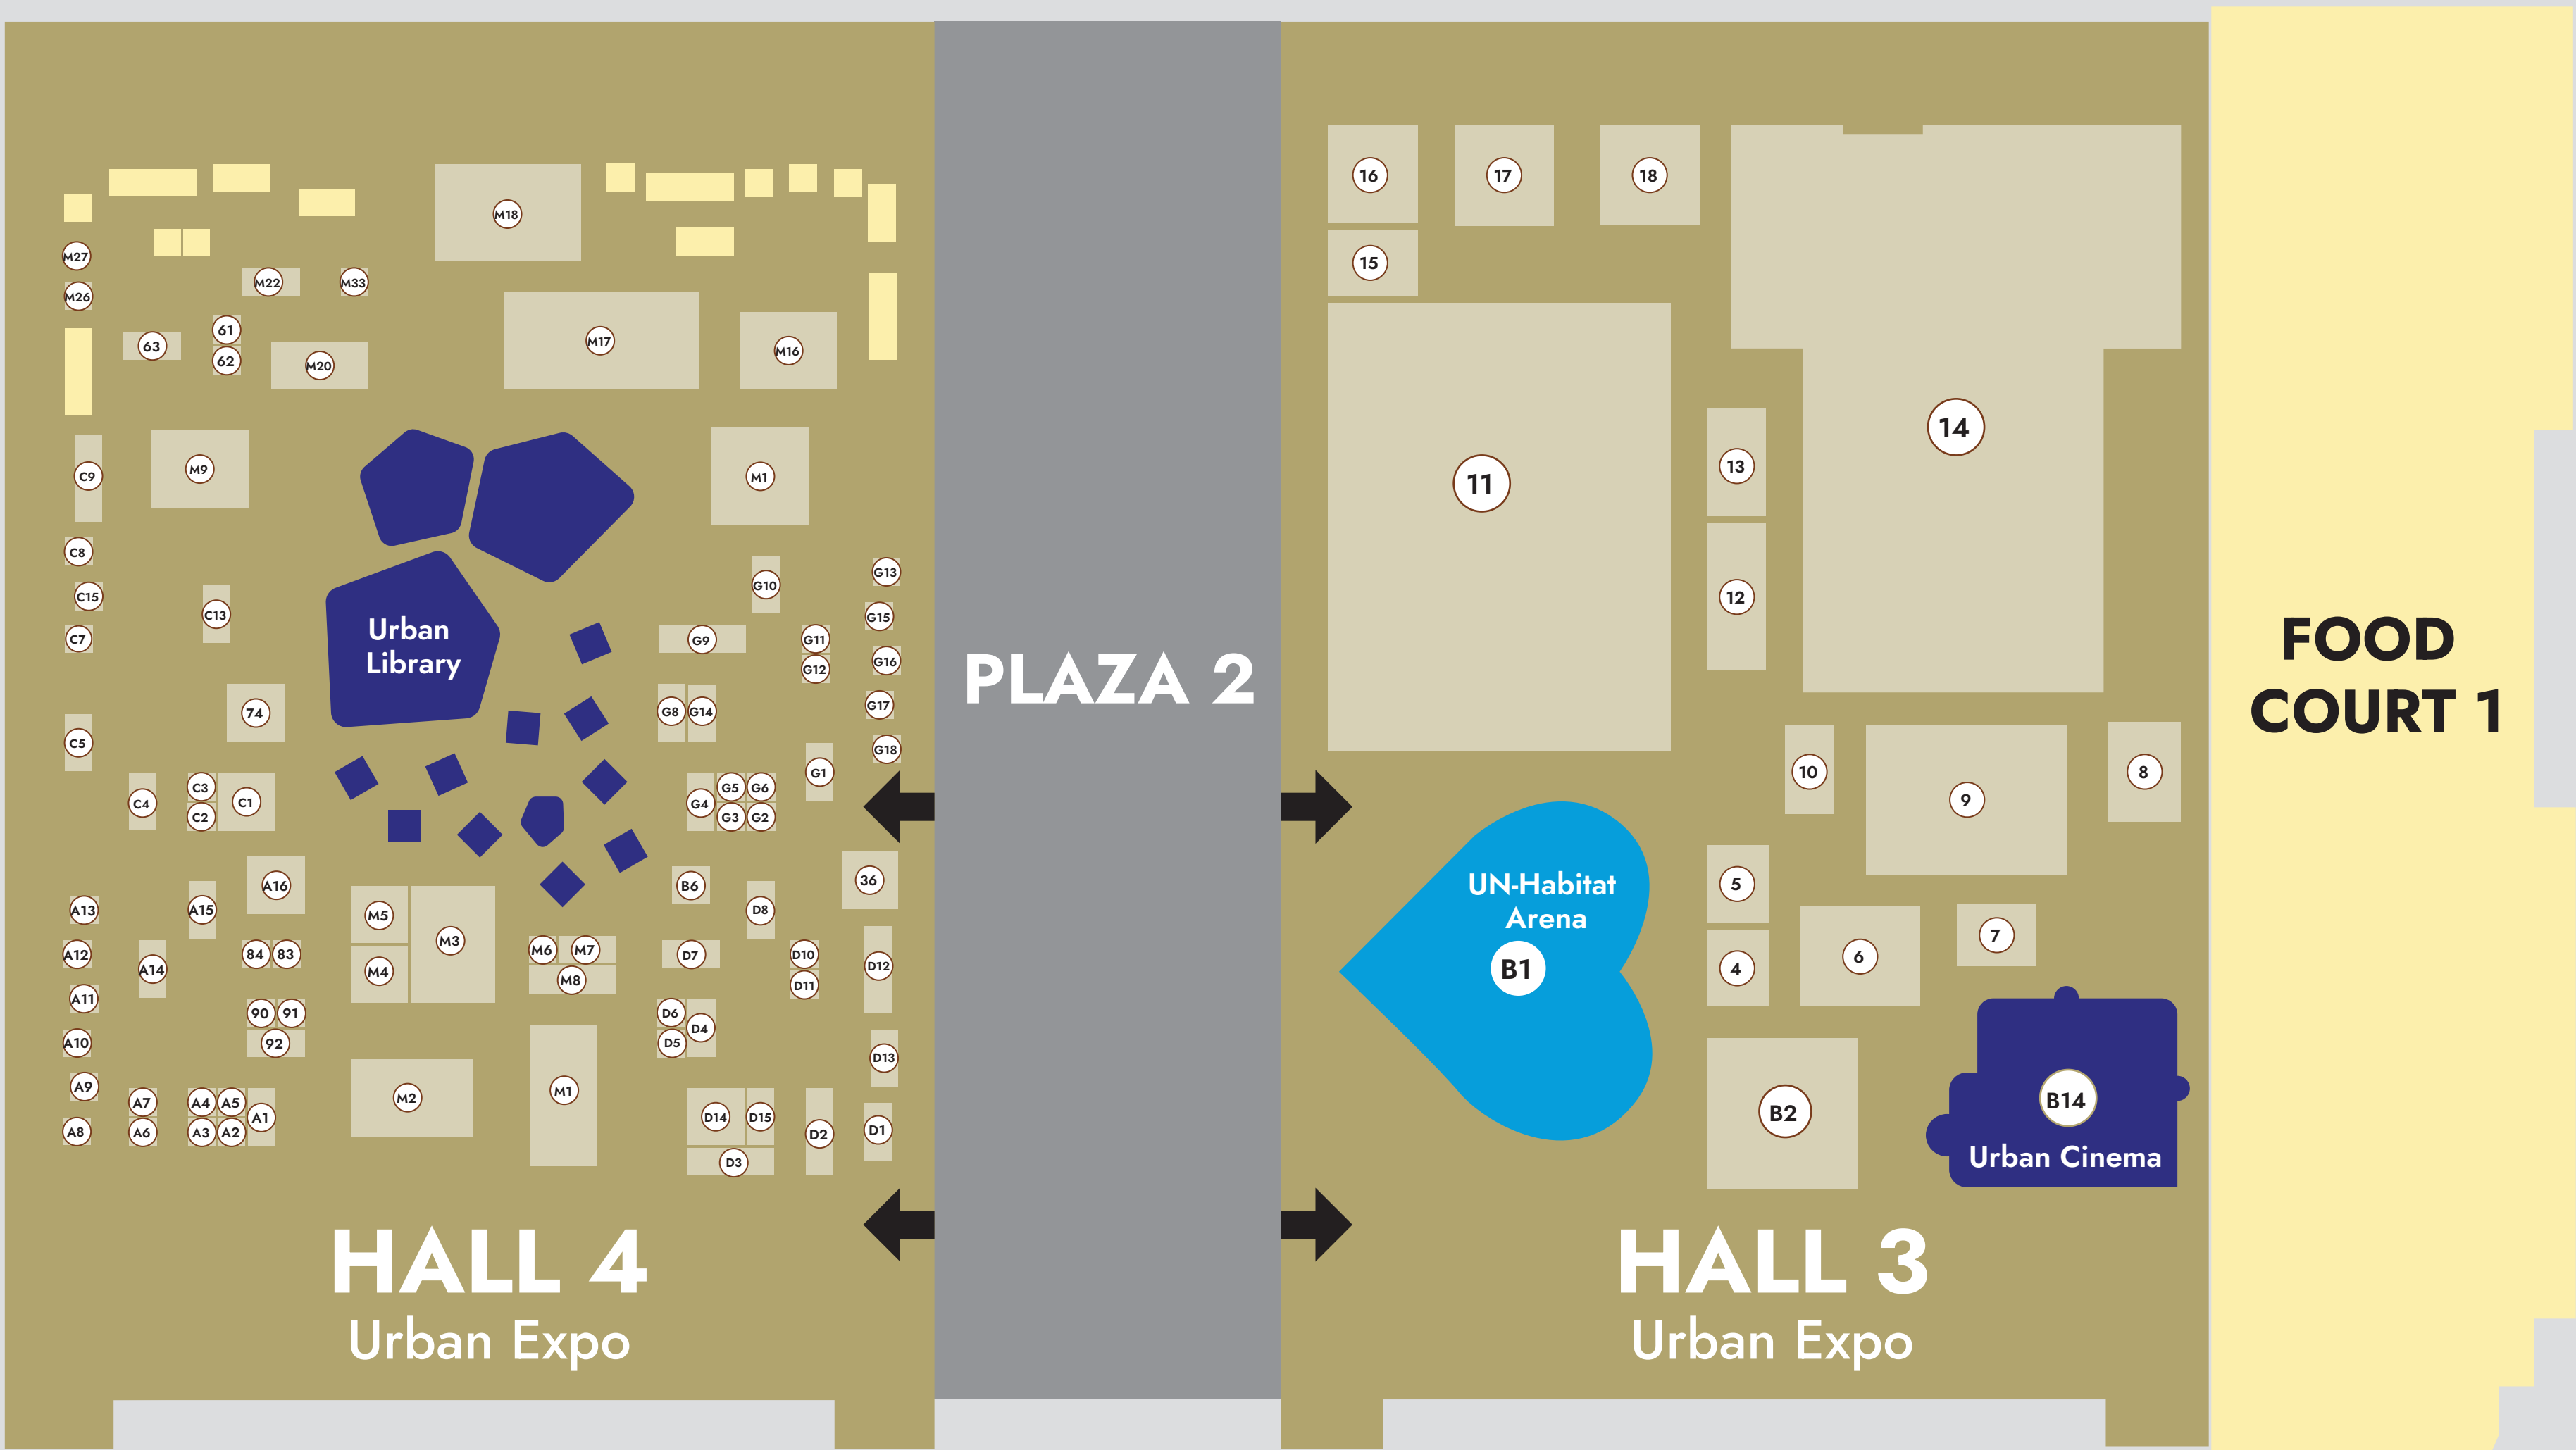 M18
M27
M26
M22
M33
61
62
63
M20
M17
M16
C9
M9
M1
C8
C15
C7
C13
Urban
Library
G10
G13
G15
G9
G11
G12
G16
G17
G18
74
G8
G14
C5
G1
C4
C3
C2
C1
G4
G5
G6
G3
G2
A16
B6
36
A13
A15
M5
M3
M4
D8
A12
A14
84
83
M6
M7
M8
D7
D10
D11
D12
A11
90
91
92
D6
D4
D5
A10
D13
A9
M2
M1
A7
A6
A4
A5
A3
A2
A1
A8
D14
D15
D3
D2
D1
HALL 4
Urban Expo
PLAZA 2
16
17
18
15
11
14
13
12
10
9
8
UN-Habitat
Arena
B1
5
4
6
7
B2
B14
Urban Cinema
HALL 3
Urban Expo
FOOD
COURT 1